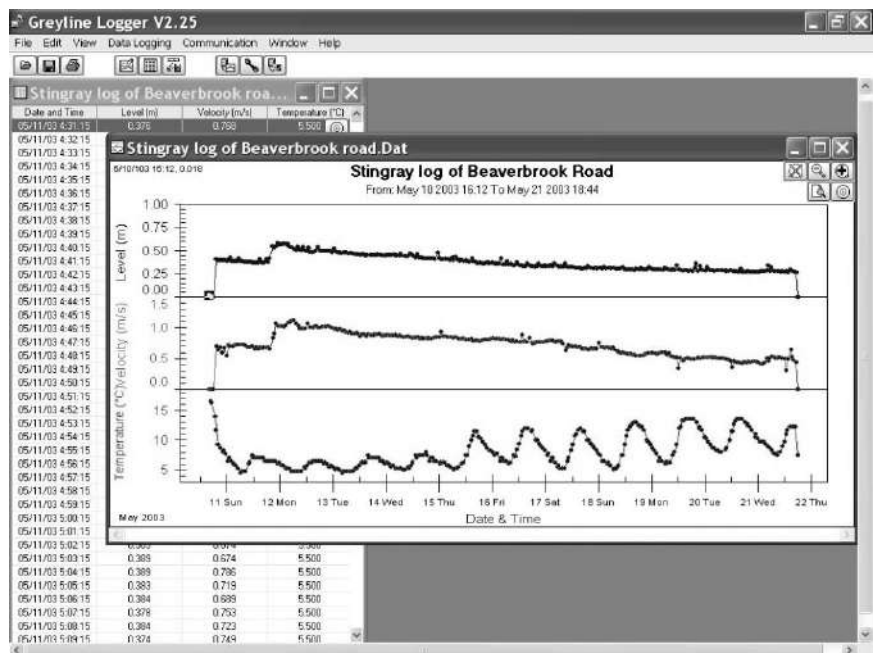 Greyline Logger V2.25
File Edit View Data Logging Communication Window Help
Stingray log of Beaverbrook roa...
Date and Time Level (m) Velocity (m/s) Temperature (°C)
05/11/03 4:31:15 0.376 0.768 5.500
05/11/03 4:32:15
05/11/03 4:33:15
05/11/03 4:34:15
05/11/03 4:35:15
05/11/03 4:36:15
05/11/03 4:37:15
05/11/03 4:38:15
05/11/03 4:39:15
05/11/03 4:40:15
05/11/03 4:41:15
05/11/03 4:42:15
05/11/03 4:43:15
05/11/03 4:44:15
05/11/03 4:45:15
05/11/03 4:46:15
05/11/03 4:47:15
05/11/03 4:48:15
05/11/03 4:49:15
05/11/03 4:50:15
05/11/03 4:51:15
05/11/03 4:52:15
05/11/03 4:53:15
05/11/03 4:54:15
05/11/03 4:55:15
05/11/03 4:56:15
05/11/03 4:57:15
05/11/03 4:58:15
05/11/03 4:59:15
05/11/03 5:00:15
05/11/03 5:01:15
05/11/03 5:02:15
05/11/03 5:03:15 0.389 0.674 5.500
05/11/03 5:04:15 0.389 0.786 5.500
05/11/03 5:05:15 0.383 0.719 5.500
05/11/03 5:06:15 0.384 0.689 5.500
05/11/03 5:07:15 0.378 0.753 5.500
05/11/03 5:08:15 0.384 0.723 5.500
05/11/03 5:09:15 0.374 0.749 5.500
Stingray log of Beaverbrook road.Dat
5/10/103 16:12, 0.018
Stingray log of Beaverbrook Road
From: May 10 2003 16:12 To May 21 2003 18:44
Level (m)
1.00
0.75
0.50
0.25
0.00
Velocity (m/s)
1.5
1.0
0.5
0.0
Temperature (°C)
15
10
5
11 Sun 12 Mon 13 Tue 14 Wed 15 Thu 16 Fri 17 Sat 18 Sun 19 Mon 20 Tue 21 Wed 22 Thu
May 2003
Date & Time